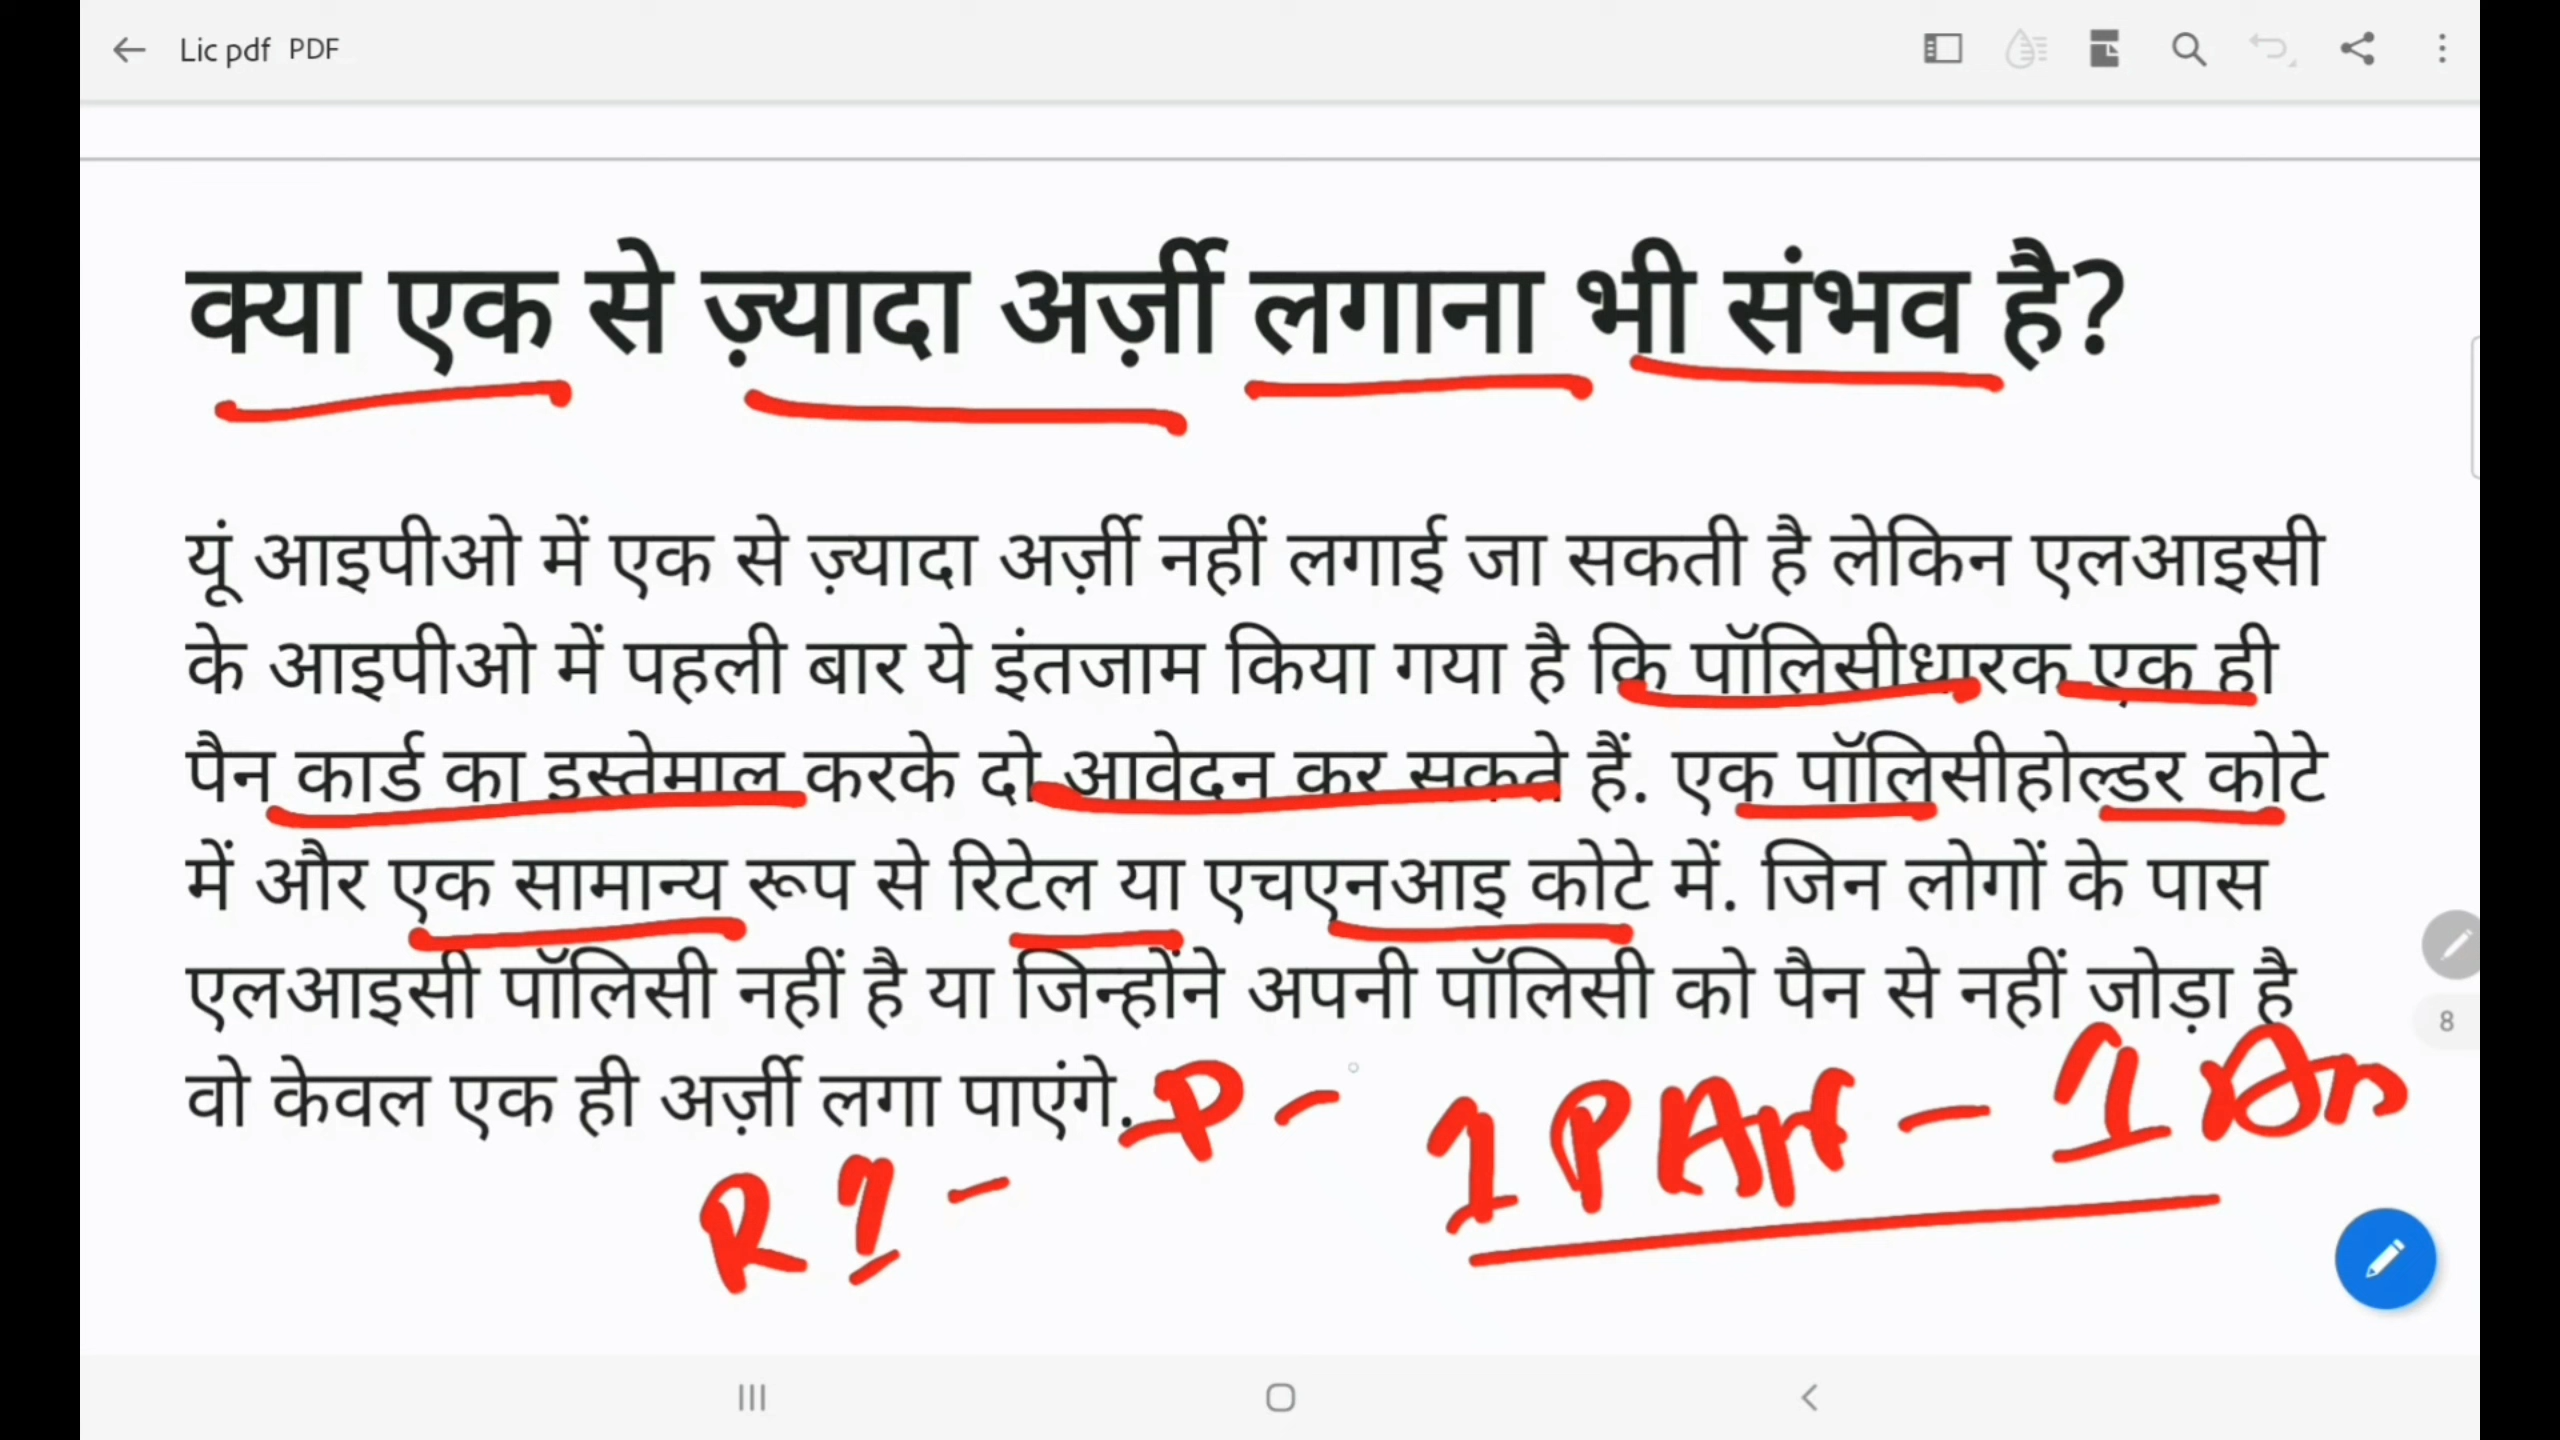 Lic pdf PDF
क्या एक से ज़्यादा अर्ज़ी लगाना भी संभव है?
यूं आइपीओ में एक से ज़्यादा अर्ज़ी नहीं लगाई जा सकती है लेकिन एलआइसी
के आइपीओ में पहली बार ये इंतजाम किया गया है कि पॉलिसीधारक एक ही
पैन कार्ड का इस्तेमाल करके दो आवेदन कर सकते हैं. एक पॉलिसीहोल्डर कोटे
में और एक सामान्य रूप से रिटेल या एचएनआइ कोटे में. जिन लोगों के पास
एलआइसी पॉलिसी नहीं है या जिन्होंने अपनी पॉलिसी को पैन से नहीं जोड़ा है
8
वो केवल एक ही अर्ज़ी लगा पाएंगे.
P -